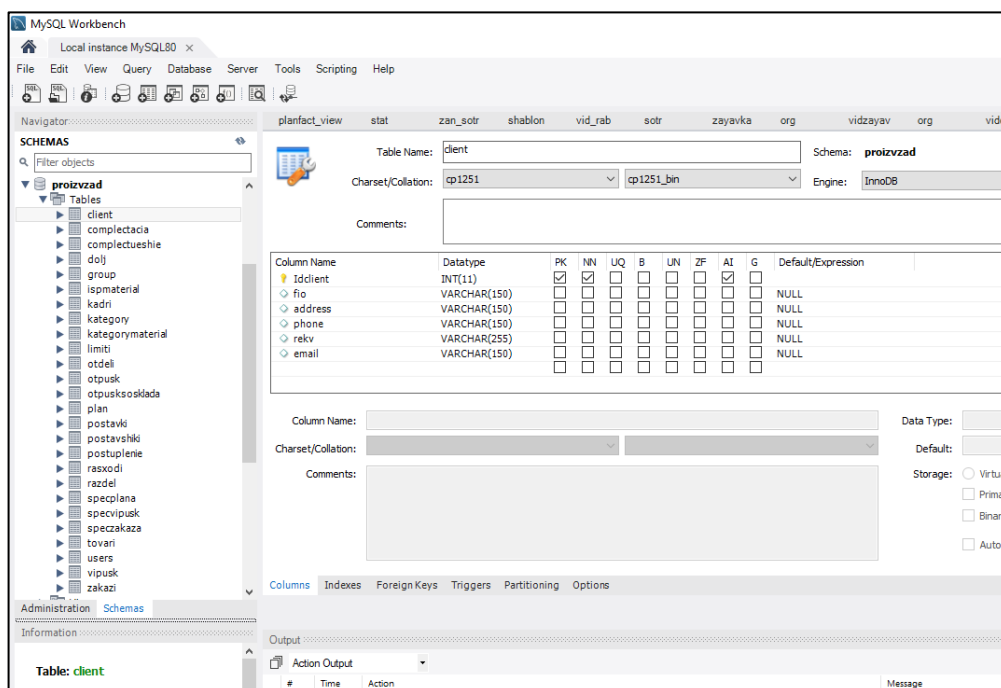 MySQL Workbench
Local instance MySQL80 ×
File Edit View Query Database Server Tools Scripting Help
Navigator
SCHEMAS
Filter objects
proizvzad
Tables
client
complectacia
complectueshie
dolj
group
ispmaterial
kadri
kategory
kategorymaterial
limiti
otdeli
otpusk
otpusksosklada
plan
postavki
postavshiki
postuplenie
rasxodi
razdel
specplana
specvipusk
speczakaza
tovari
users
vipusk
zakazi
Administration Schemas
Information
Table: client
planfact_view stat zan_sotr shablon vid_rab sotr zayavka org vidzayav org
Table Name: client Schema: proizvzad
Charset/Collation: cp1251 cp1251_bin Engine: InnoDB
Comments:
Column Name Datatype PK NN UQ B UN ZF AI G Default/Expression
Idclient INT(11)
fio VARCHAR(150) NULL
address VARCHAR(150) NULL
phone VARCHAR(150) NULL
rekv VARCHAR(255) NULL
email VARCHAR(150) NULL
Column Name: Data Type:
Charset/Collation: Default:
Comments: Storage: Virtu
Prima
Binar
Auto
Columns Indexes Foreign Keys Triggers Partitioning Options
Output
Action Output
# Time Action Message